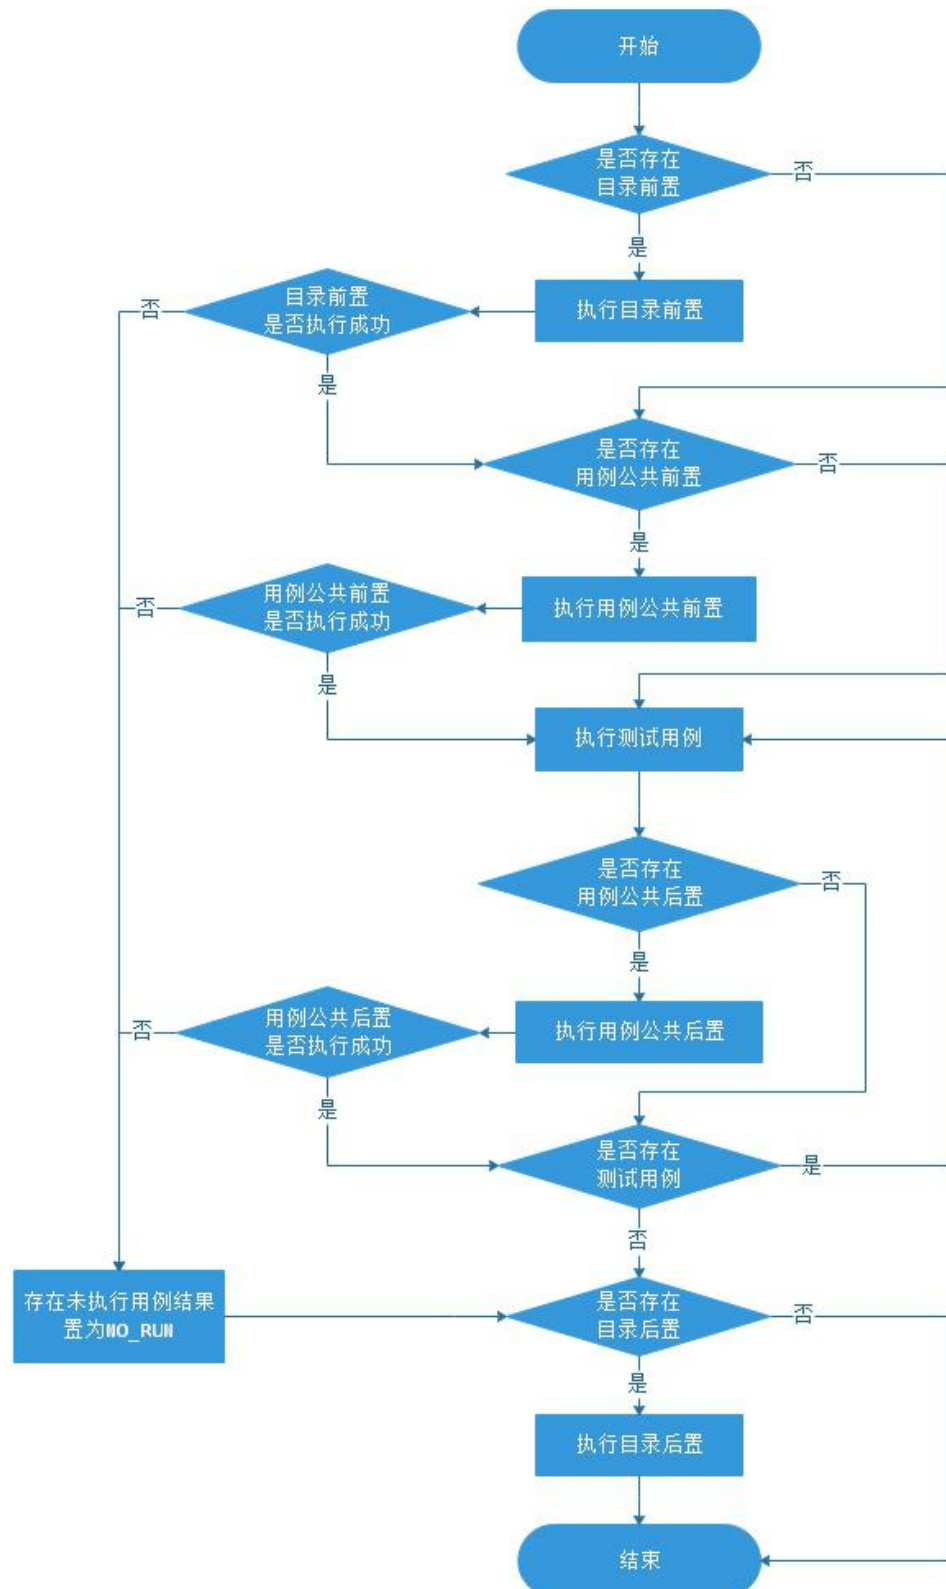 开始
是否存在
目录前置
否
是
执行目录前置
目录前置
是否执行成功
否
是
是否存在
用例公共前置
否
是
执行用例公共前置
用例公共前置
是否执行成功
否
是
执行测试用例
是否存在
用例公共后置
否
是
执行用例公共后置
用例公共后置
是否执行成功
否
是
是否存在
测试用例
是
否
存在未执行用例结果
置为NO_RUN
是否存在
目录后置
否
是
执行目录后置
结束